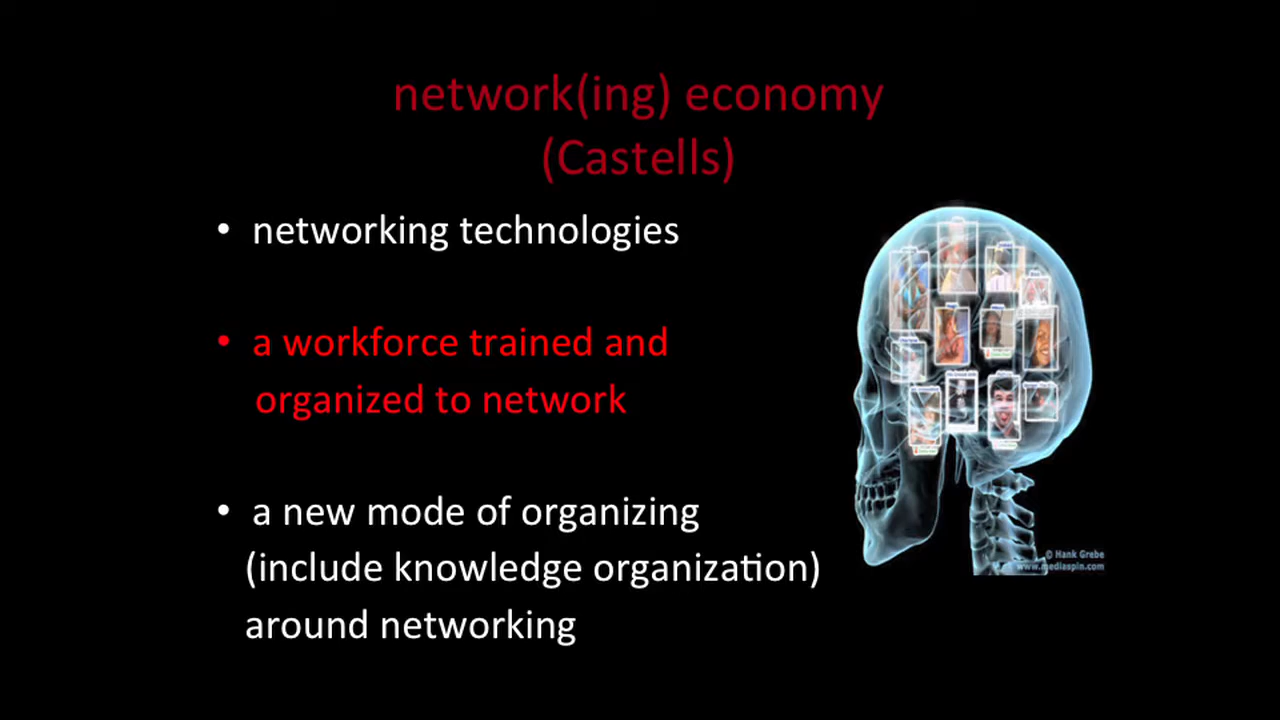 network(ing) economy
(Castells)
• networking technologies
• a workforce trained and
organized to network
• a new mode of organizing
(include knowledge organization)
around networking
© Hank Grebe
www.mediaspin.com